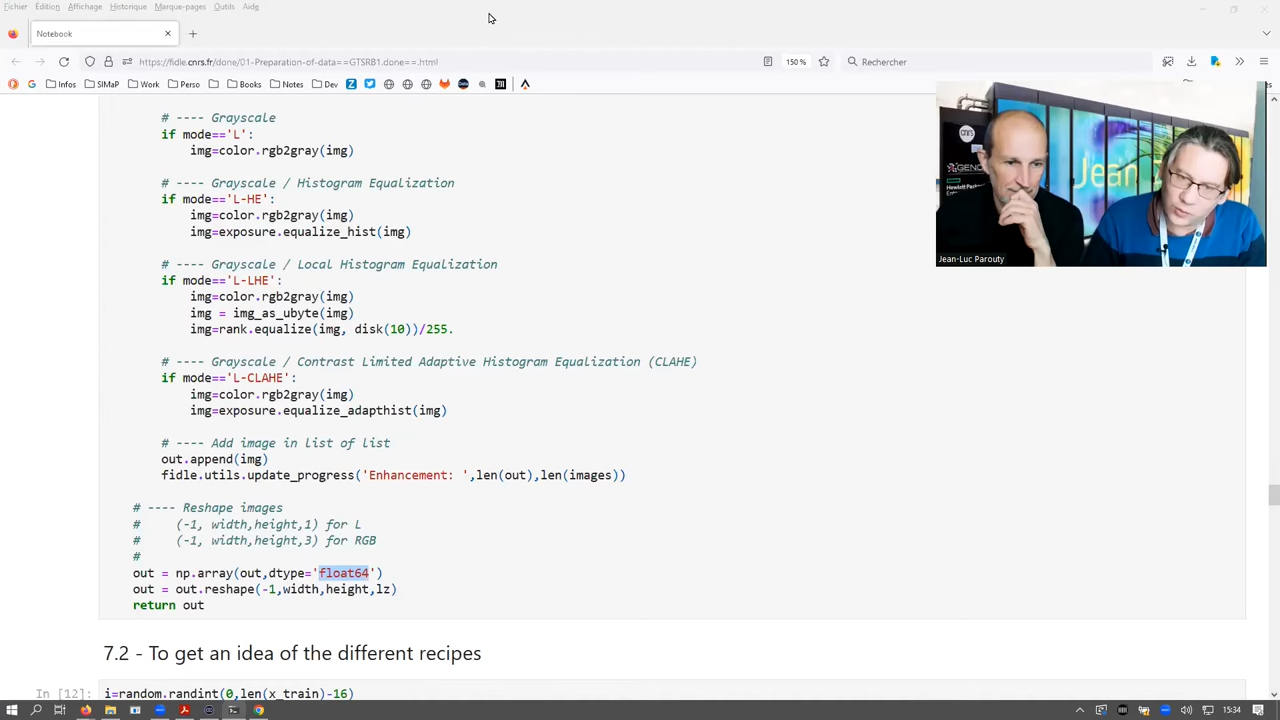 Fichier Édition Affichage Historique Marque-pages Outils Aide
Notebook
https://fidle.cnrs.fr/done/01-Preparation-of-data==GTSRB1.done==.html
150 %
Rechercher
Infos SIMaP Work Perso Books Notes Dev
# ---- Grayscale
if mode=='L':
img=color.rgb2gray(img)
# ---- Grayscale / Histogram Equalization
if mode=='L-HE':
img=color.rgb2gray(img)
img=exposure.equalize_hist(img)
# ---- Grayscale / Local Histogram Equalization
if mode=='L-LHE':
img=color.rgb2gray(img)
img = img_as_ubyte(img)
img=rank.equalize(img, disk(10))/255.
# ---- Grayscale / Contrast Limited Adaptive Histogram Equalization (CLAHE)
if mode=='L-CLAHE':
img=color.rgb2gray(img)
img=exposure.equalize_adapthist(img)
# ---- Add image in list of list
out.append(img)
fidle.utils.update_progress('Enhancement: ',len(out),len(images))
# ---- Reshape images
# (-1, width,height,1) for L
# (-1, width,height,3) for RGB
#
out = np.array(out,dtype='float64')
out = out.reshape(-1,width,height,lz)
return out
7.2 - To get an idea of the different recipes
In [12]: i=random.randint(0,len(x_train)-16)
cnrs
Hewlett Packard
Jean Z
Jean-Luc Parouty
15:34